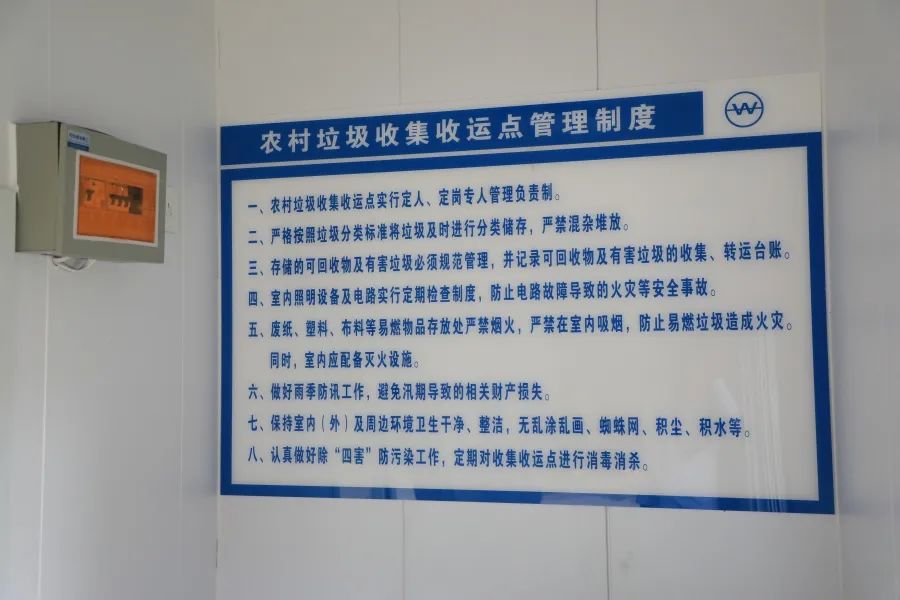 农村垃圾收集收运点管理制度
一、农村垃圾收集收运点实行定人、定岗专人管理负责制。
二、严格按照垃圾分类标准将垃圾及时进行分类储存，严禁混杂堆放。
三、存储的可回收物及有害垃圾必须规范管理，并记录可回收物及有害垃圾的收集、转运台账。
四、室内照明设备及电路实行定期检查制度，防止电路故障导致的火灾等安全事故。
五、废纸、塑料、布料等易燃物品存放处严禁烟火，严禁在室内吸烟，防止易燃垃圾造成火灾。
同时，室内应配备灭火设施。
六、做好雨季防讯工作，避免汛期导致的相关财产损失。
七、保持室内（外）及周边环境卫生干净、整洁，无乱涂乱画、蜘蛛网、积尘、积水等。
八、认真做好除“四害”防污染工作，定期对收集收运点进行消毒消杀。